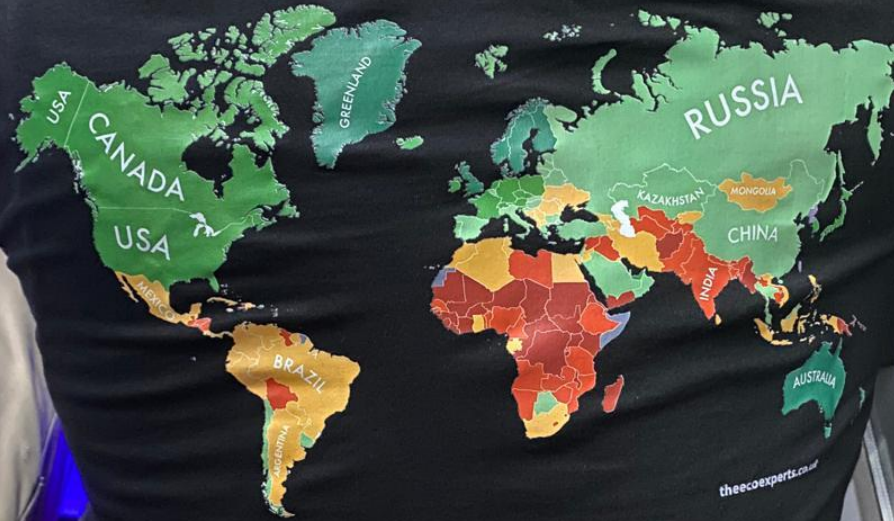 USA
CANADA
USA
MEXICO
BRAZIL
ARGENTINA
GREENLAND
RUSSIA
KAZAKHSTAN
MONGOLIA
CHINA
INDIA
AUSTRALIA
theecoexperts.co.uk